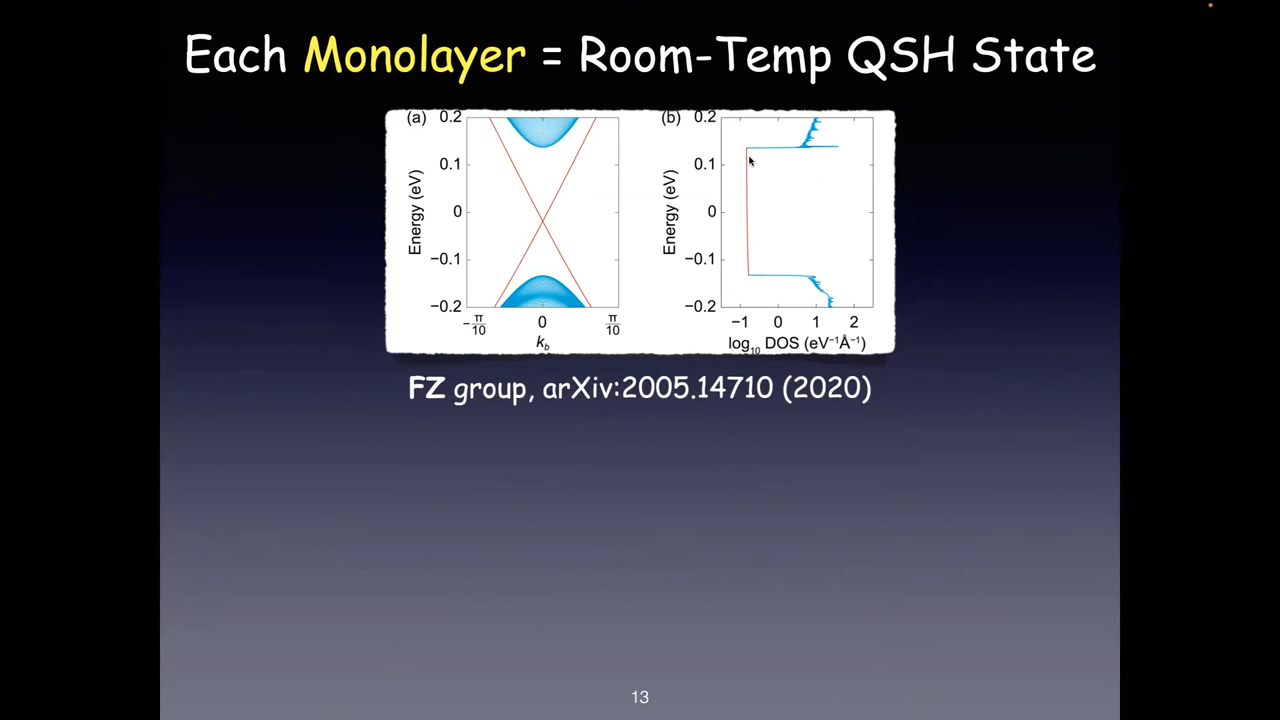 Each Monolayer = Room-Temp QSH State
(a)
0.2
0.1
0
−0.1
−0.2
Energy (eV)
−π/10 0 π/10
k_b
(b)
0.2
0.1
0
−0.1
−0.2
Energy (eV)
−1 0 1 2
log₁₀ DOS (eV⁻¹Å⁻¹)
FZ group, arXiv:2005.14710 (2020)
13